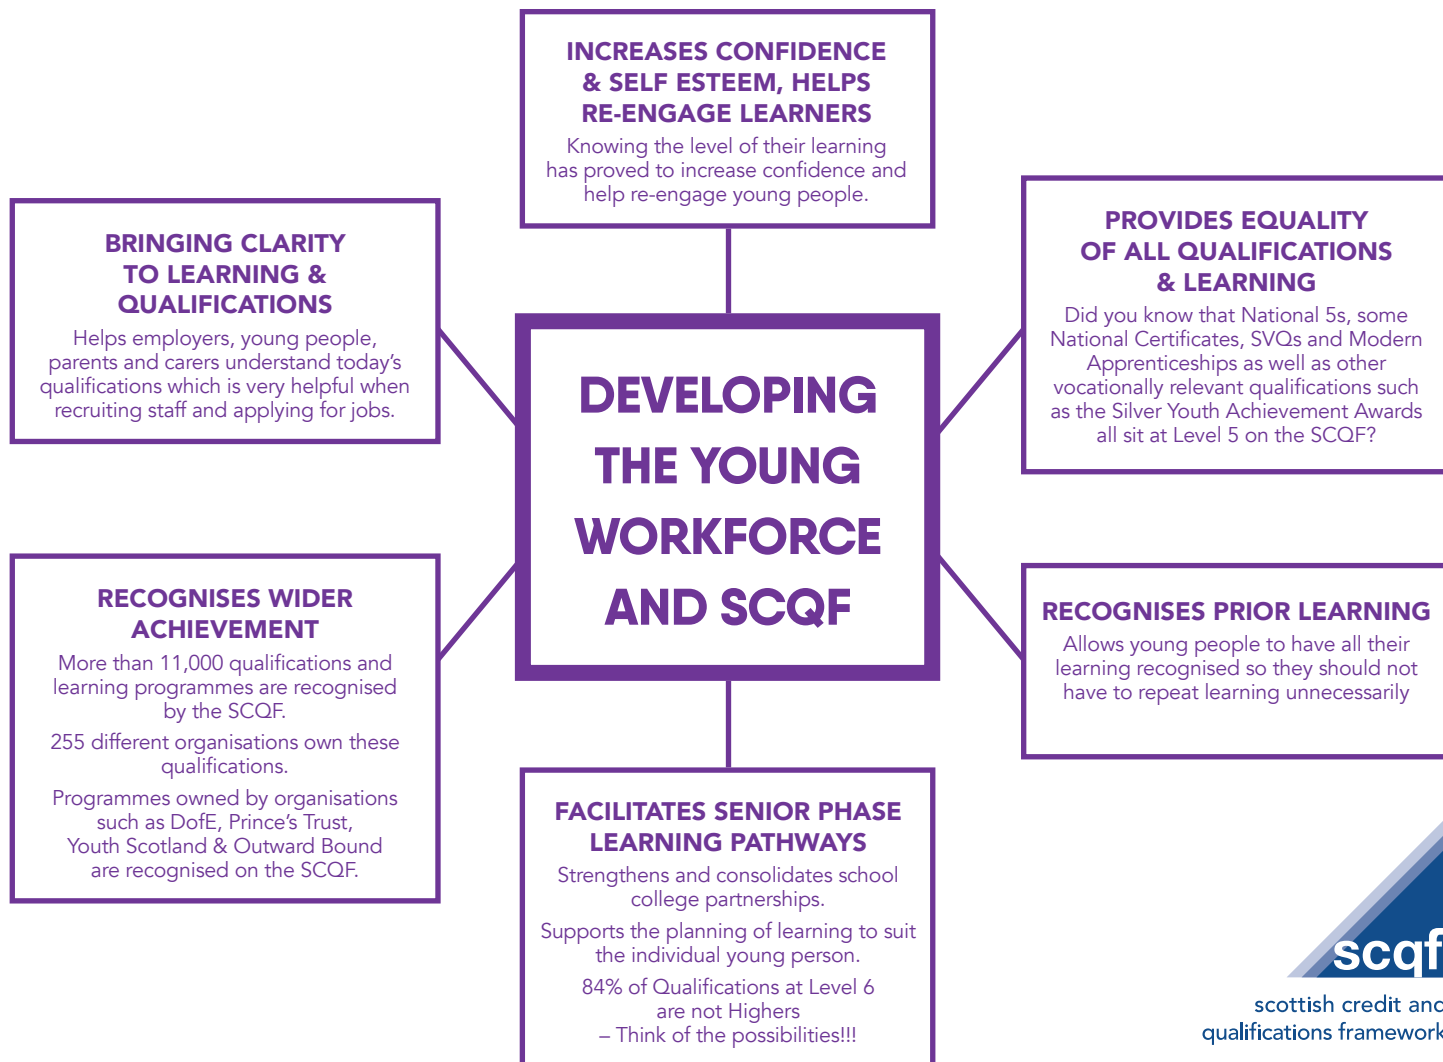 INCREASES CONFIDENCE
& SELF ESTEEM, HELPS
RE-ENGAGE LEARNERS
Knowing the level of their learning
has proved to increase confidence and
help re-engage young people.
BRINGING CLARITY
TO LEARNING &
QUALIFICATIONS
Helps employers, young people,
parents and carers understand today's
qualifications which is very helpful when
recruiting staff and applying for jobs.
PROVIDES EQUALITY
OF ALL QUALIFICATIONS
& LEARNING
Did you know that National 5s, some
National Certificates, SVQs and Modern
Apprenticeships as well as other
vocationally relevant qualifications such
as the Silver Youth Achievement Awards
all sit at Level 5 on the SCQF?
DEVELOPING
THE YOUNG
WORKFORCE
AND SCQF
RECOGNISES WIDER
ACHIEVEMENT
More than 11,000 qualifications and
learning programmes are recognised
by the SCQF.
255 different organisations own these
qualifications.
Programmes owned by organisations
such as DofE, Prince's Trust,
Youth Scotland & Outward Bound
are recognised on the SCQF.
RECOGNISES PRIOR LEARNING
Allows young people to have all their
learning recognised so they should not
have to repeat learning unnecessarily
FACILITATES SENIOR PHASE
LEARNING PATHWAYS
Strengthens and consolidates school
college partnerships.
Supports the planning of learning to suit
the individual young person.
84% of Qualifications at Level 6
are not Highers
– Think of the possibilities!!!
scqf
scottish credit and
qualifications framework